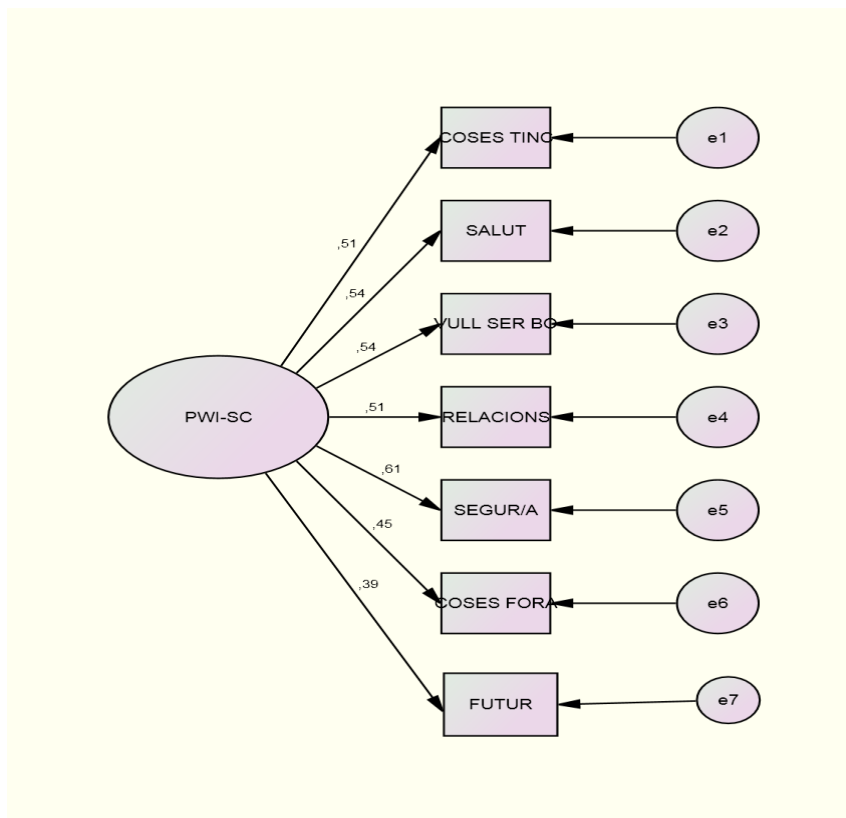 COSES TINC
e1
,51
SALUT
e2
,54
VULL SER BO
e3
,54
RELACIONS
e4
,51
PWI-SC
,61
SEGUR/A
e5
,45
COSES FORA
e6
,39
FUTUR
e7